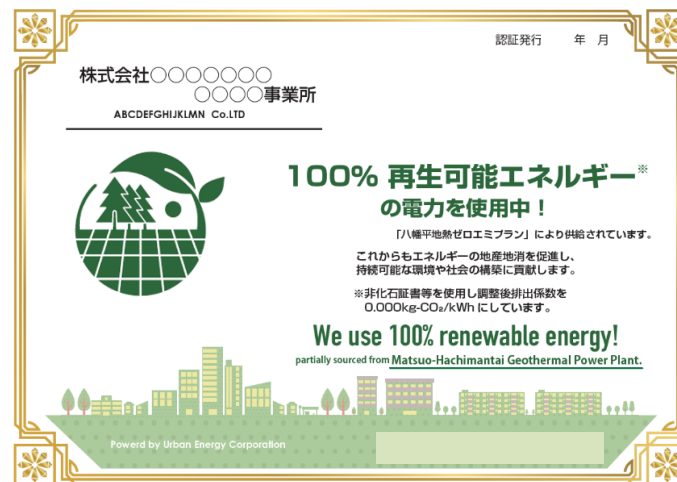 認証発行　　年　月
株式会社○○○○○○○
○○○○事業所
ABCDEFGHIJKLMN Co.LTD
100% 再生可能エネルギー※
の電力を使用中！
「八幡平地熱ゼロエミプラン」により供給されています。
これからもエネルギーの地産地消を促進し、
持続可能な環境や社会の構築に貢献します。
※非化石証書等を使用し調整後排出係数を
0.000kg-CO₂/kWh にしています。
We use 100% renewable energy!
partially sourced from Matsuo-Hachimantai Geothermal Power Plant.
Powerd by Urban Energy Corporation